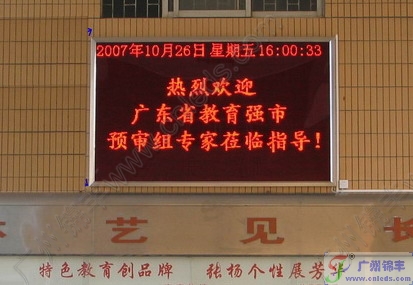 2007年10月26日 星期五16:00:33
热烈欢迎
广东省教育强市
预审组专家莅临指导!
艺 见 长
特色教育创品牌 张杨个性展芳华
广州锦丰
www.cnleds.com